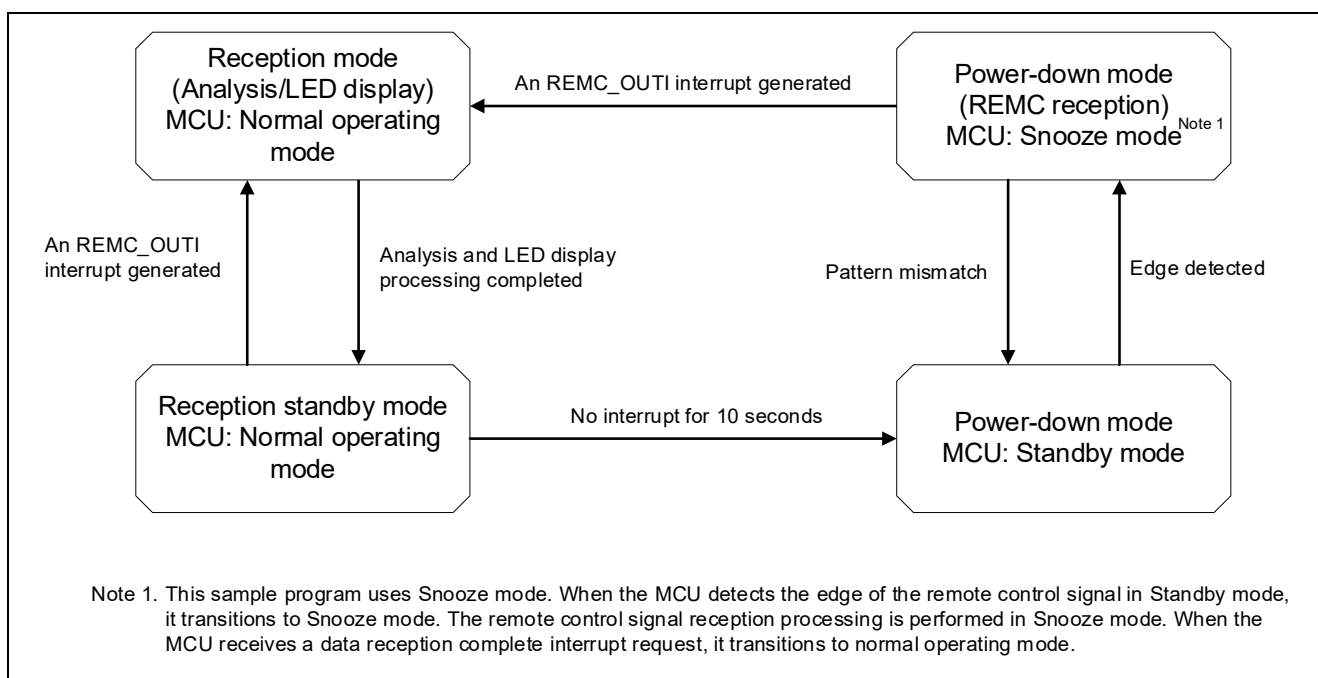 Reception mode
(Analysis/LED display)
MCU: Normal operating
mode
An REMC_OUTI interrupt generated
Power-down mode
(REMC reception)
MCU: Snooze mode Note 1
An REMC_OUTI
interrupt generated
Analysis and LED display
processing completed
Pattern mismatch
Edge detected
Reception standby mode
MCU: Normal operating
mode
No interrupt for 10 seconds
Power-down mode
MCU: Standby mode
Note 1. This sample program uses Snooze mode. When the MCU detects the edge of the remote control signal in Standby mode,
it transitions to Snooze mode. The remote control signal reception processing is performed in Snooze mode. When the
MCU receives a data reception complete interrupt request, it transitions to normal operating mode.